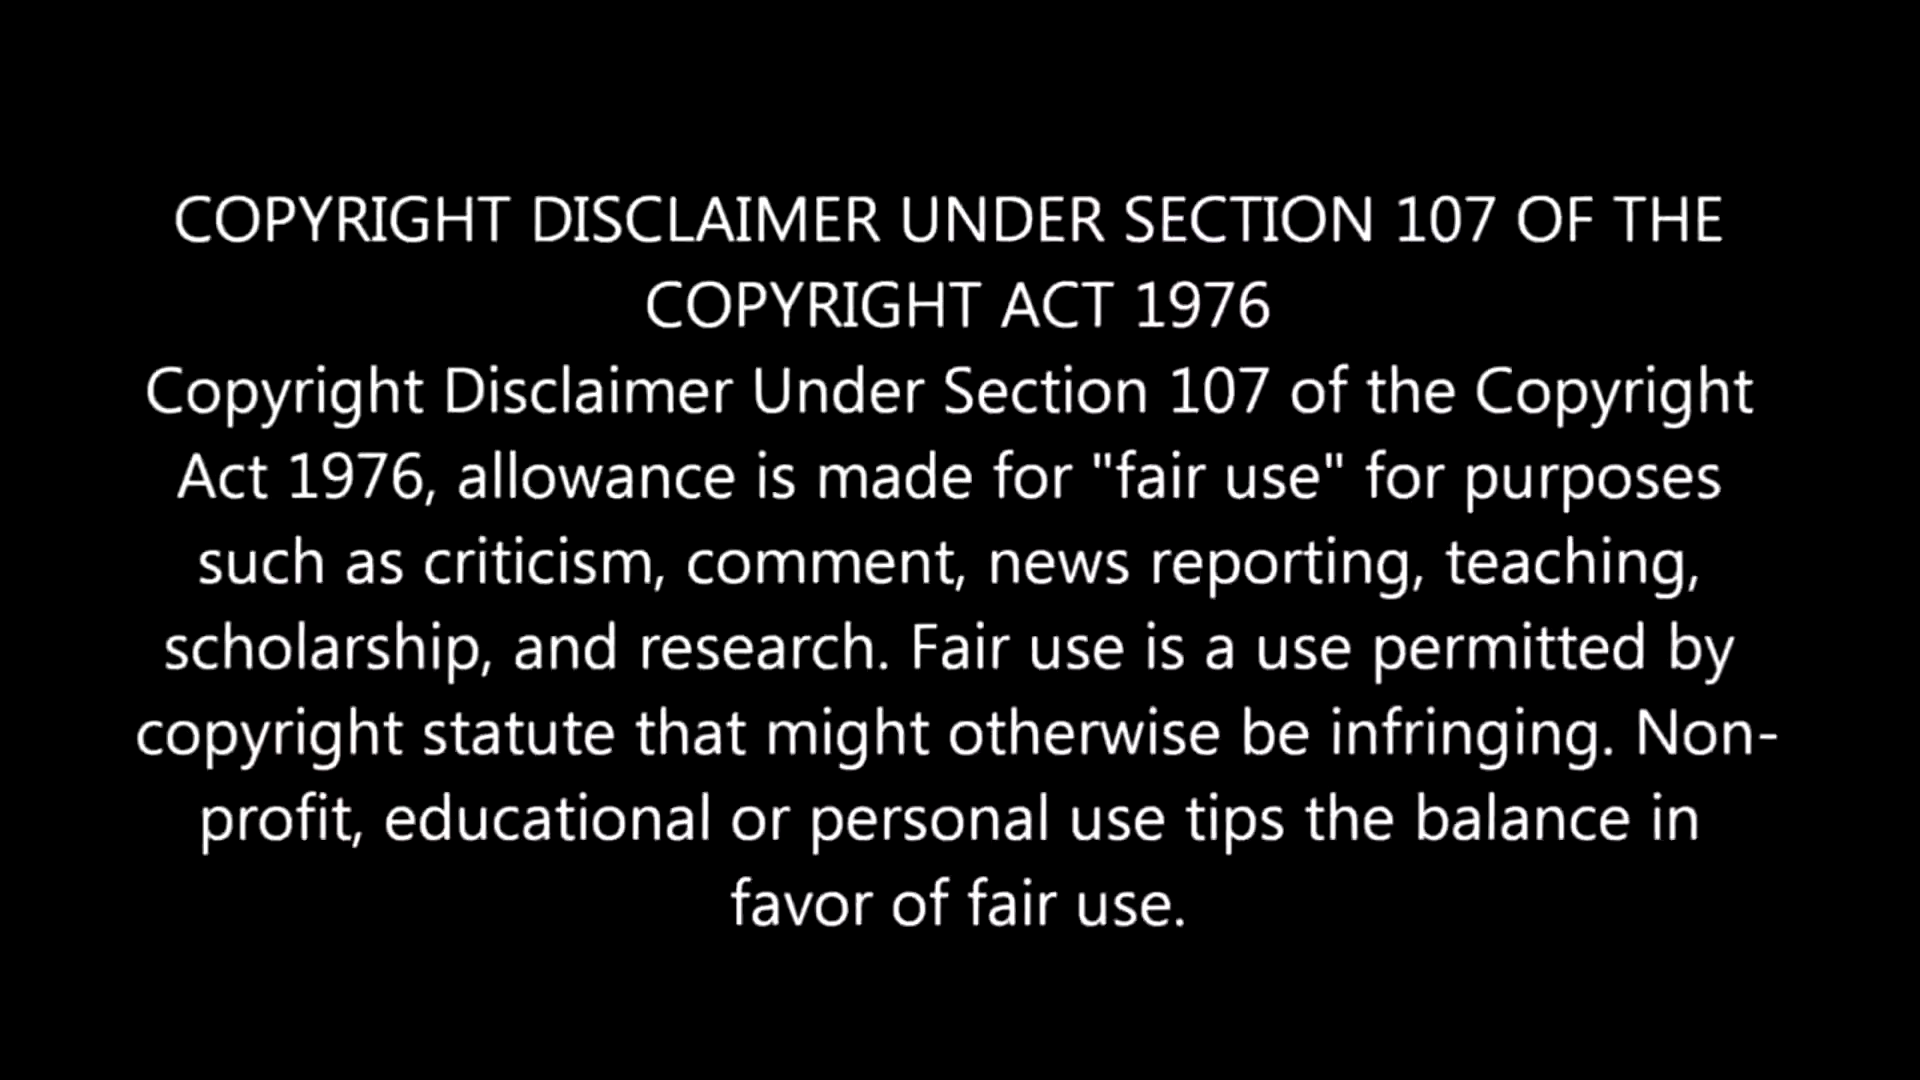 COPYRIGHT DISCLAIMER UNDER SECTION 107 OF THE
COPYRIGHT ACT 1976
Copyright Disclaimer Under Section 107 of the Copyright
Act 1976, allowance is made for "fair use" for purposes
such as criticism, comment, news reporting, teaching,
scholarship, and research. Fair use is a use permitted by
copyright statute that might otherwise be infringing. Non-
profit, educational or personal use tips the balance in
favor of fair use.